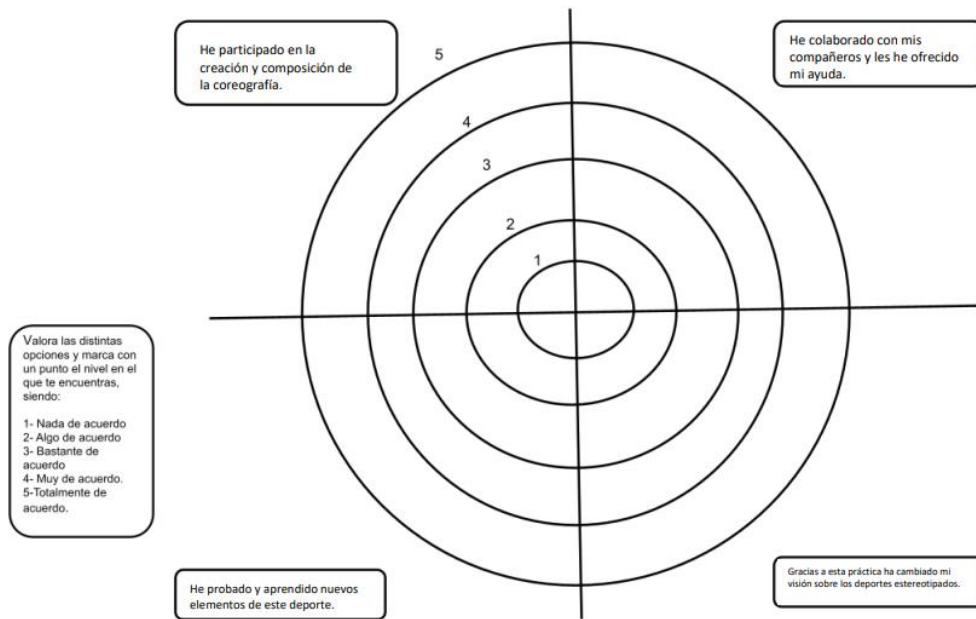 He participado en la
creación y composición de
la coreografía.
He colaborado con mis
compañeros y les he ofrecido
mi ayuda.
5
4
3
2
1
Valora las distintas
opciones y marca con
un punto el nivel en el
que te encuentras,
siendo:
1- Nada de acuerdo
2- Algo de acuerdo
3- Bastante de
acuerdo
4- Muy de acuerdo.
5-Totalmente de
acuerdo.
He probado y aprendido nuevos
elementos de este deporte.
Gracias a esta práctica ha cambiado mi
visión sobre los deportes estereotipados.